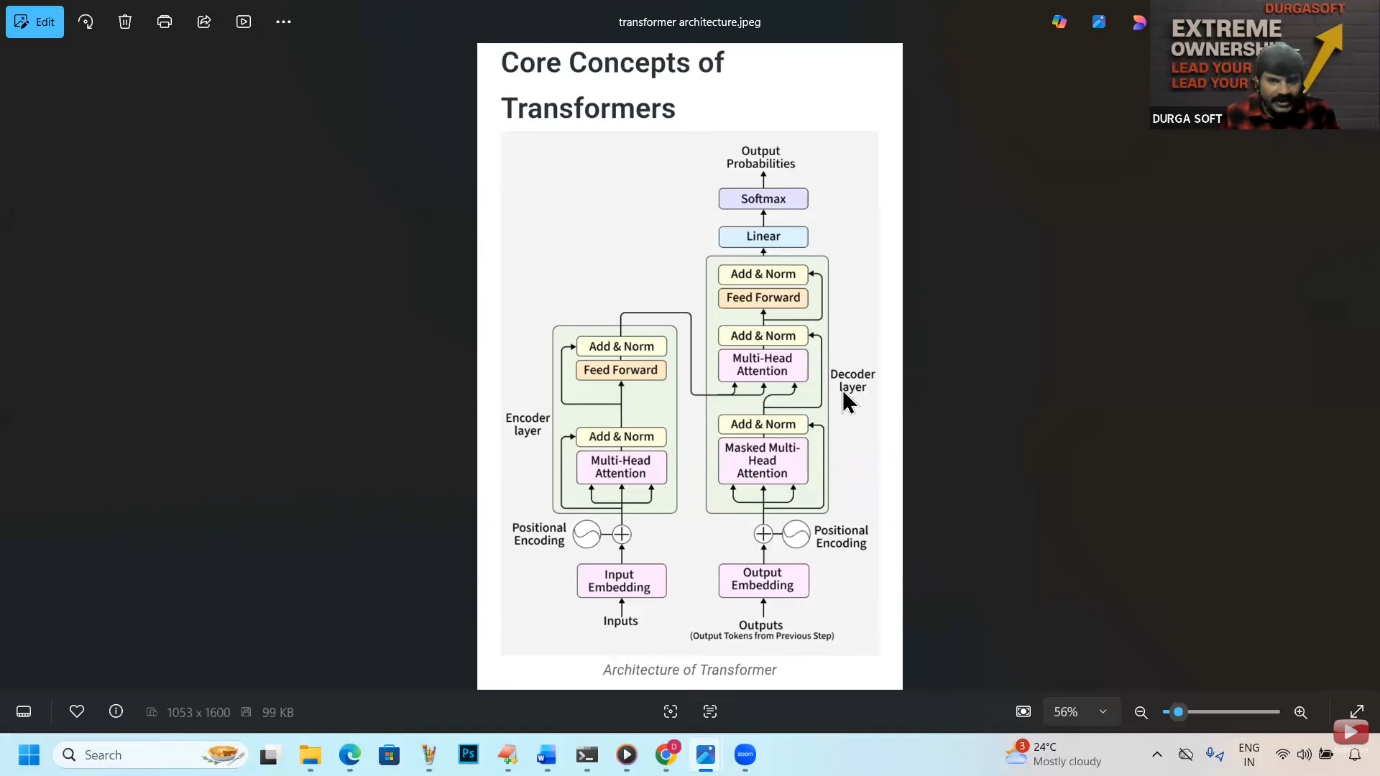 Edit
transformer architecture.jpeg
DURGASOFT
EXTREME
OWNERSHIP
LEAD YOUR
LEAD YOUR
DURGA SOFT
Core Concepts of
Transformers
Output
Probabilities
Softmax
Linear
Add & Norm
Feed Forward
Add & Norm
Multi-Head
Attention
Decoder
layer
Add & Norm
Masked Multi-
Head
Attention
Add & Norm
Feed Forward
Encoder
layer
Add & Norm
Multi-Head
Attention
Positional
Encoding
Positional
Encoding
Input
Embedding
Output
Embedding
Inputs
Outputs
(Output Tokens from Previous Step)
Architecture of Transformer
1053 x 1600
99 KB
56%
Search
Ps
W
D
zoom
3
24°C
Mostly cloudy
ENG
IN